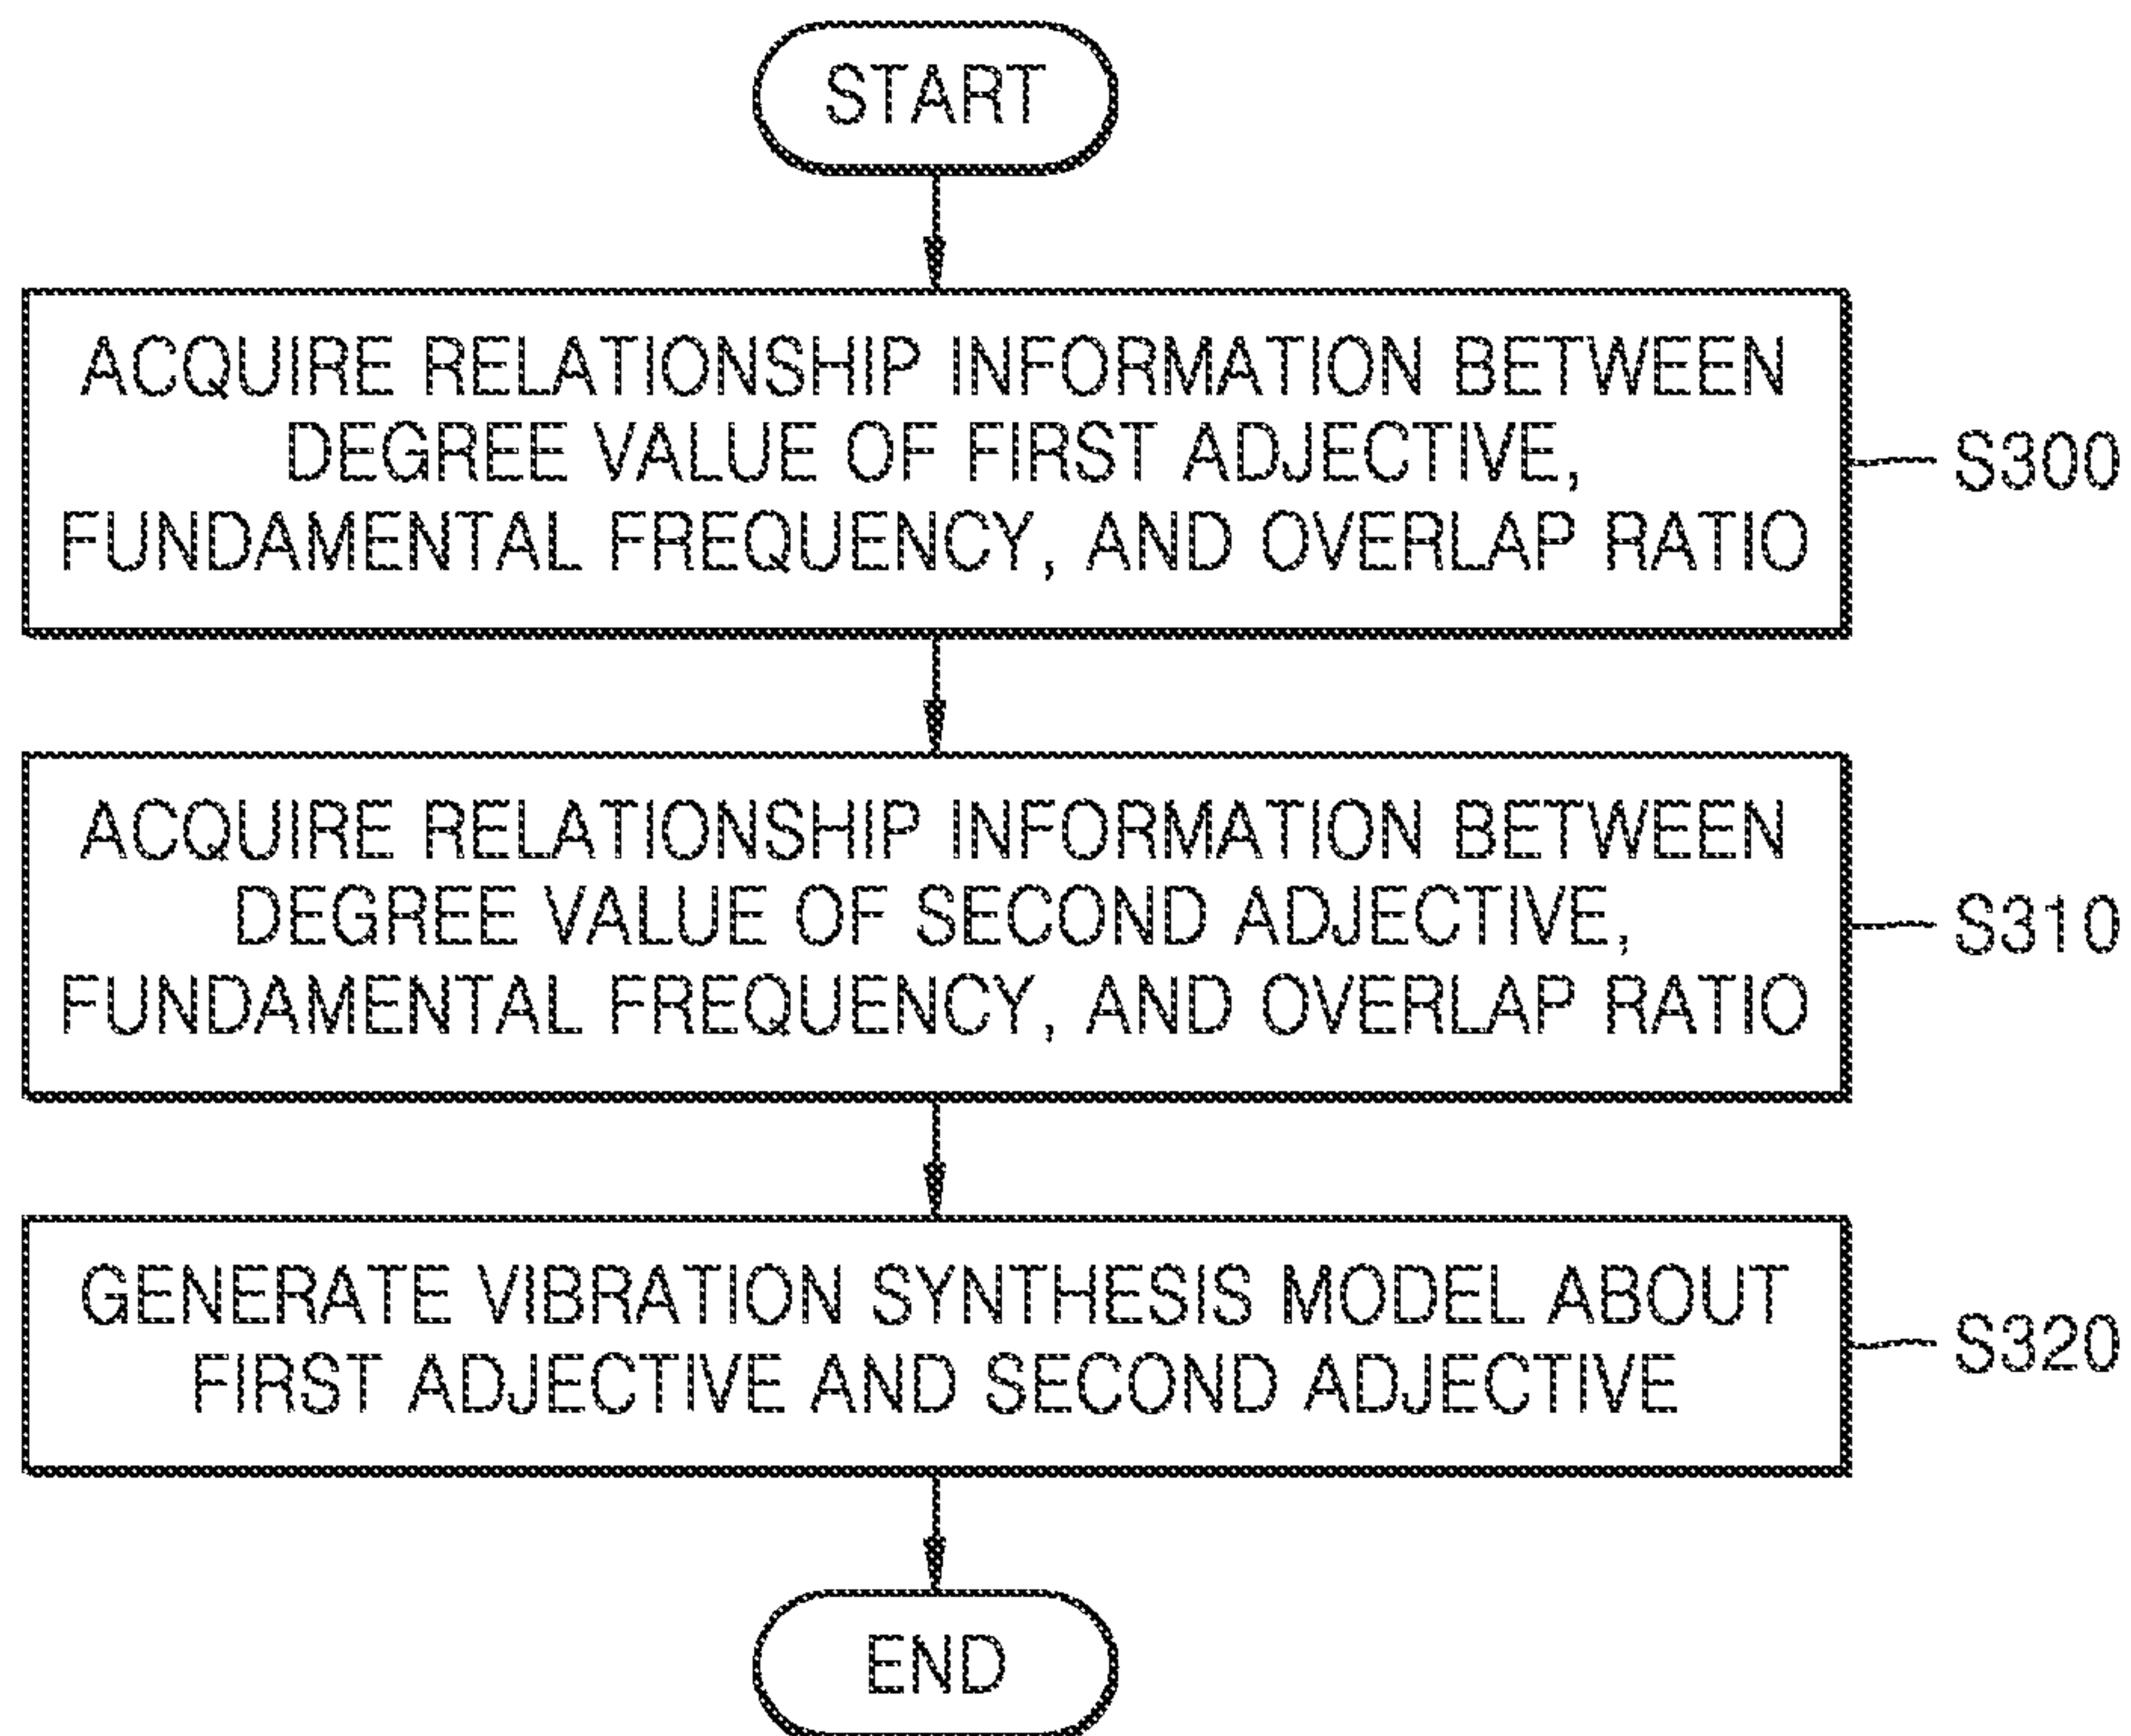 START
ACQUIRE RELATIONSHIP INFORMATION BETWEEN
DEGREE VALUE OF FIRST ADJECTIVE,
FUNDAMENTAL FREQUENCY, AND OVERLAP RATIO
S300
ACQUIRE RELATIONSHIP INFORMATION BETWEEN
DEGREE VALUE OF SECOND ADJECTIVE,
FUNDAMENTAL FREQUENCY, AND OVERLAP RATIO
S310
GENERATE VIBRATION SYNTHESIS MODEL ABOUT
FIRST ADJECTIVE AND SECOND ADJECTIVE
S320
END